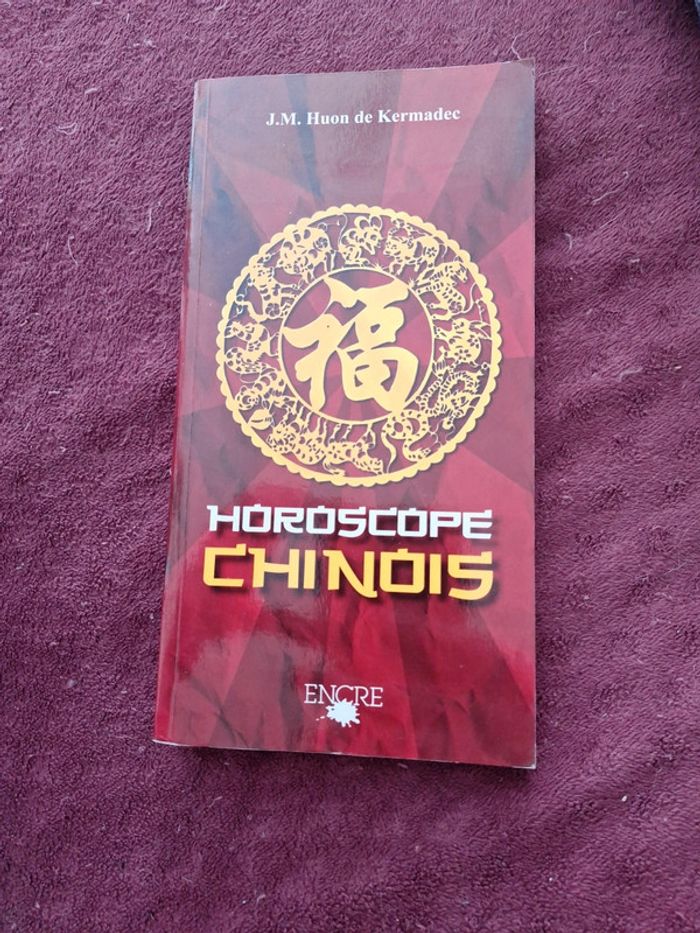 J.M. Huon de Kermadec
福
HOROSCOPE
CHINOIS
ENCRE